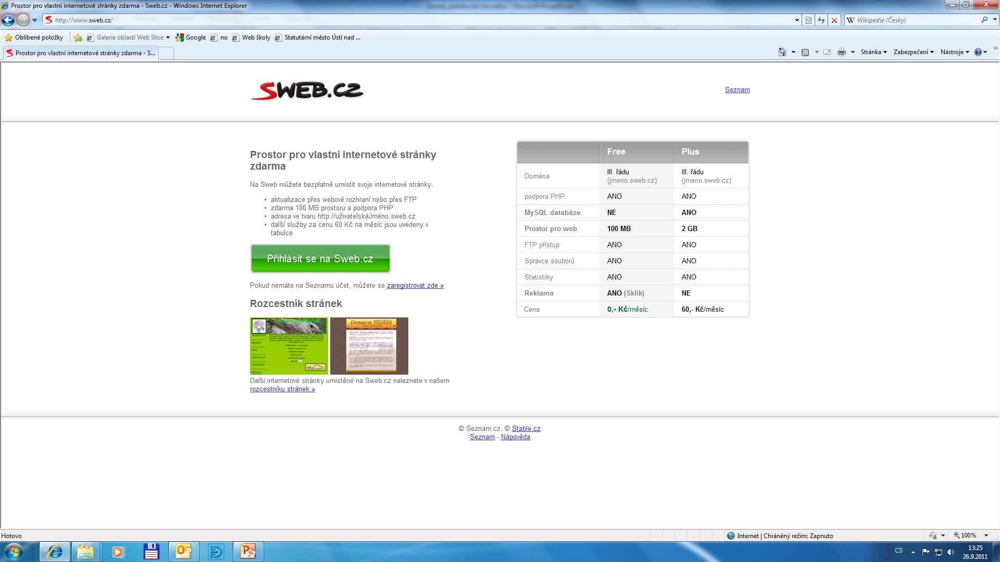 Prostor pro vlastní internetové stránky zdarma - Sweb.cz - Windows Internet Explorer
http://www.sweb.cz/
Wikipedie (Česky)
Oblíbené položky
Galerie oblastí Web Slice
Google
no
Web školy
Statutární město Ústí nad ...
Prostor pro vlastní internetové stránky zdarma - S...
Stránka
Zabezpečení
Nástroje
SWEB.CZ
Seznam
Prostor pro vlastní internetové stránky
zdarma
Na Sweb můžete bezplatně umístit svoje internetové stránky.
• aktualizace přes webové rozhraní nebo přes FTP
• zdarma 100 MB prostoru a podpora PHP
• adresa ve tvaru http://uživatelskéJméno.sweb.cz
• další služby za cenu 60 Kč na měsíc jsou uvedeny v
tabulce
Přihlásit se na Sweb.cz
Pokud nemáte na Seznamu účet, můžete se zaregistrovat zde »
Rozcestník stránek
Pension TEREZA
Další internetové stránky umístěné na Sweb.cz naleznete v našem
rozcestníku stránek »
Free Plus
Doména III. řádu (jmeno.sweb.cz) III. řádu (jmeno.sweb.cz)
podpora PHP ANO ANO
MySQL databáze NE ANO
Prostor pro web 100 MB 2 GB
FTP přístup ANO ANO
Správce souborů ANO ANO
Statistiky ANO ANO
Reklama ANO (Sklik) NE
Cena 0,- Kč/měsíc 60,- Kč/měsíc
© Seznam.cz, © Stable.cz
Seznam - Nápověda
Hotovo
Internet | Chráněný režim: Zapnuto
100%
CS
13:25
26.9.2011